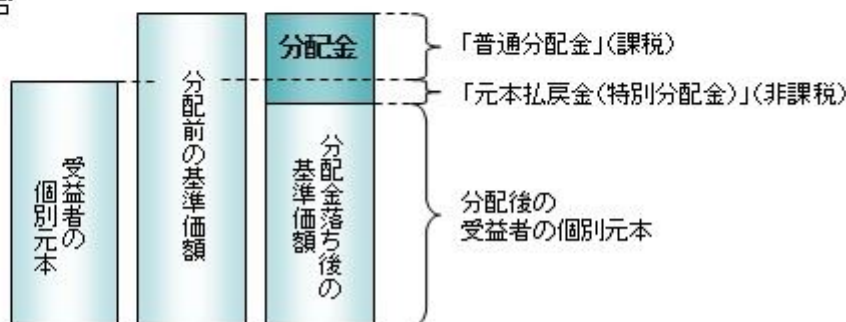 受益者の
個別元本
分配前の基準価額
分配金
分配金落ち後の
基準価額
「普通分配金」(課税)
「元本払戻金(特別分配金)」(非課税)
分配後の
受益者の個別元本